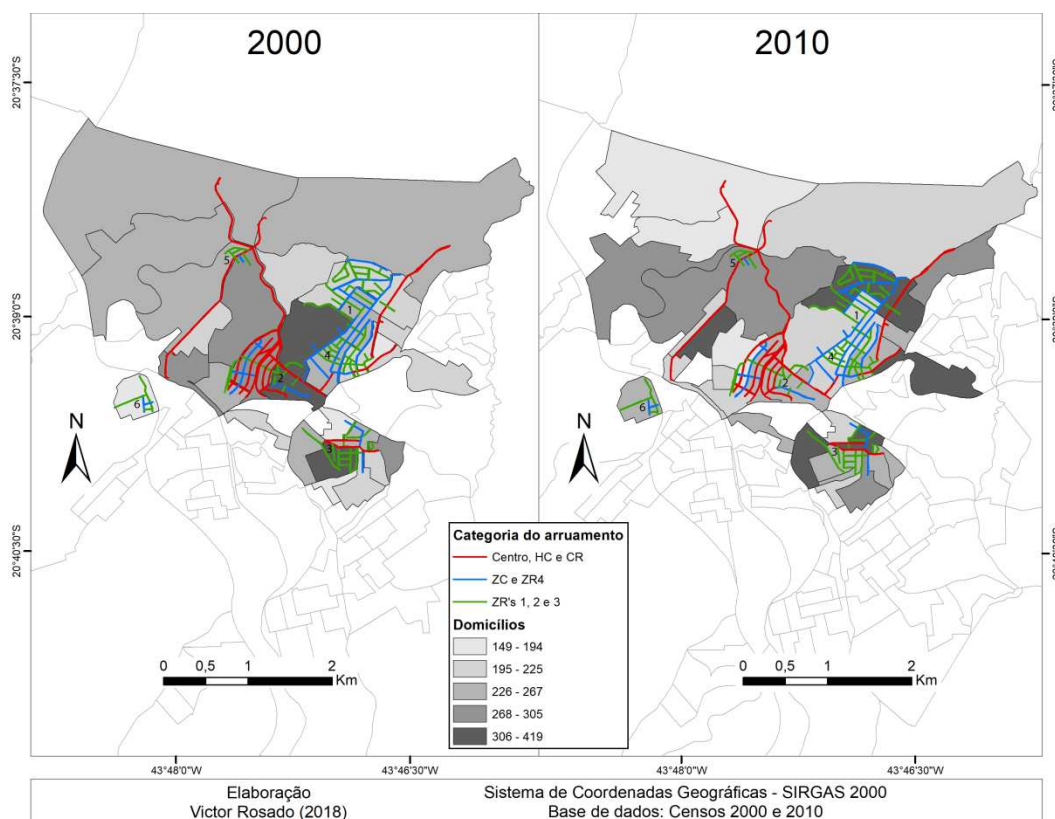 2000
2010
20°37'30"S
20°39'0"S
20°40'30"S
5
1
4
2
6
3
N
5
1
4
2
6
3
N
Categoria do arruamento
Centro, HC e CR
ZC e ZR4
ZR's 1, 2 e 3
Domicílios
149 - 194
195 - 225
226 - 267
268 - 305
306 - 419
0 0,5 1 2
Km
0 0,5 1 2
Km
43°48'0"W
43°46'30"W
43°48'0"W
43°46'30"W
Elaboração
Victor Rosado (2018)
Sistema de Coordenadas Geográficas - SIRGAS 2000
Base de dados: Censos 2000 e 2010